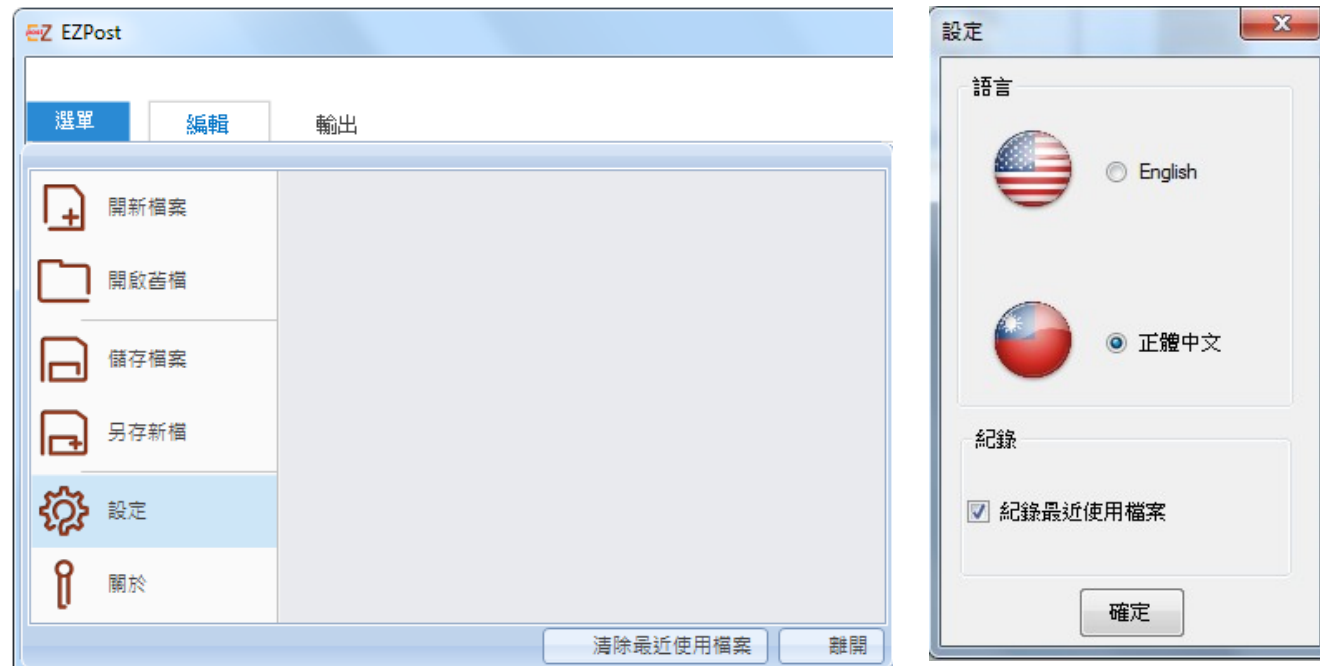 EZ EZPost
選單 編輯 輸出
開新檔案
開啟舊檔
儲存檔案
另存新檔
設定
關於
清除最近使用檔案 離開
設定
語言
English
正體中文
紀錄
紀錄最近使用檔案
確定